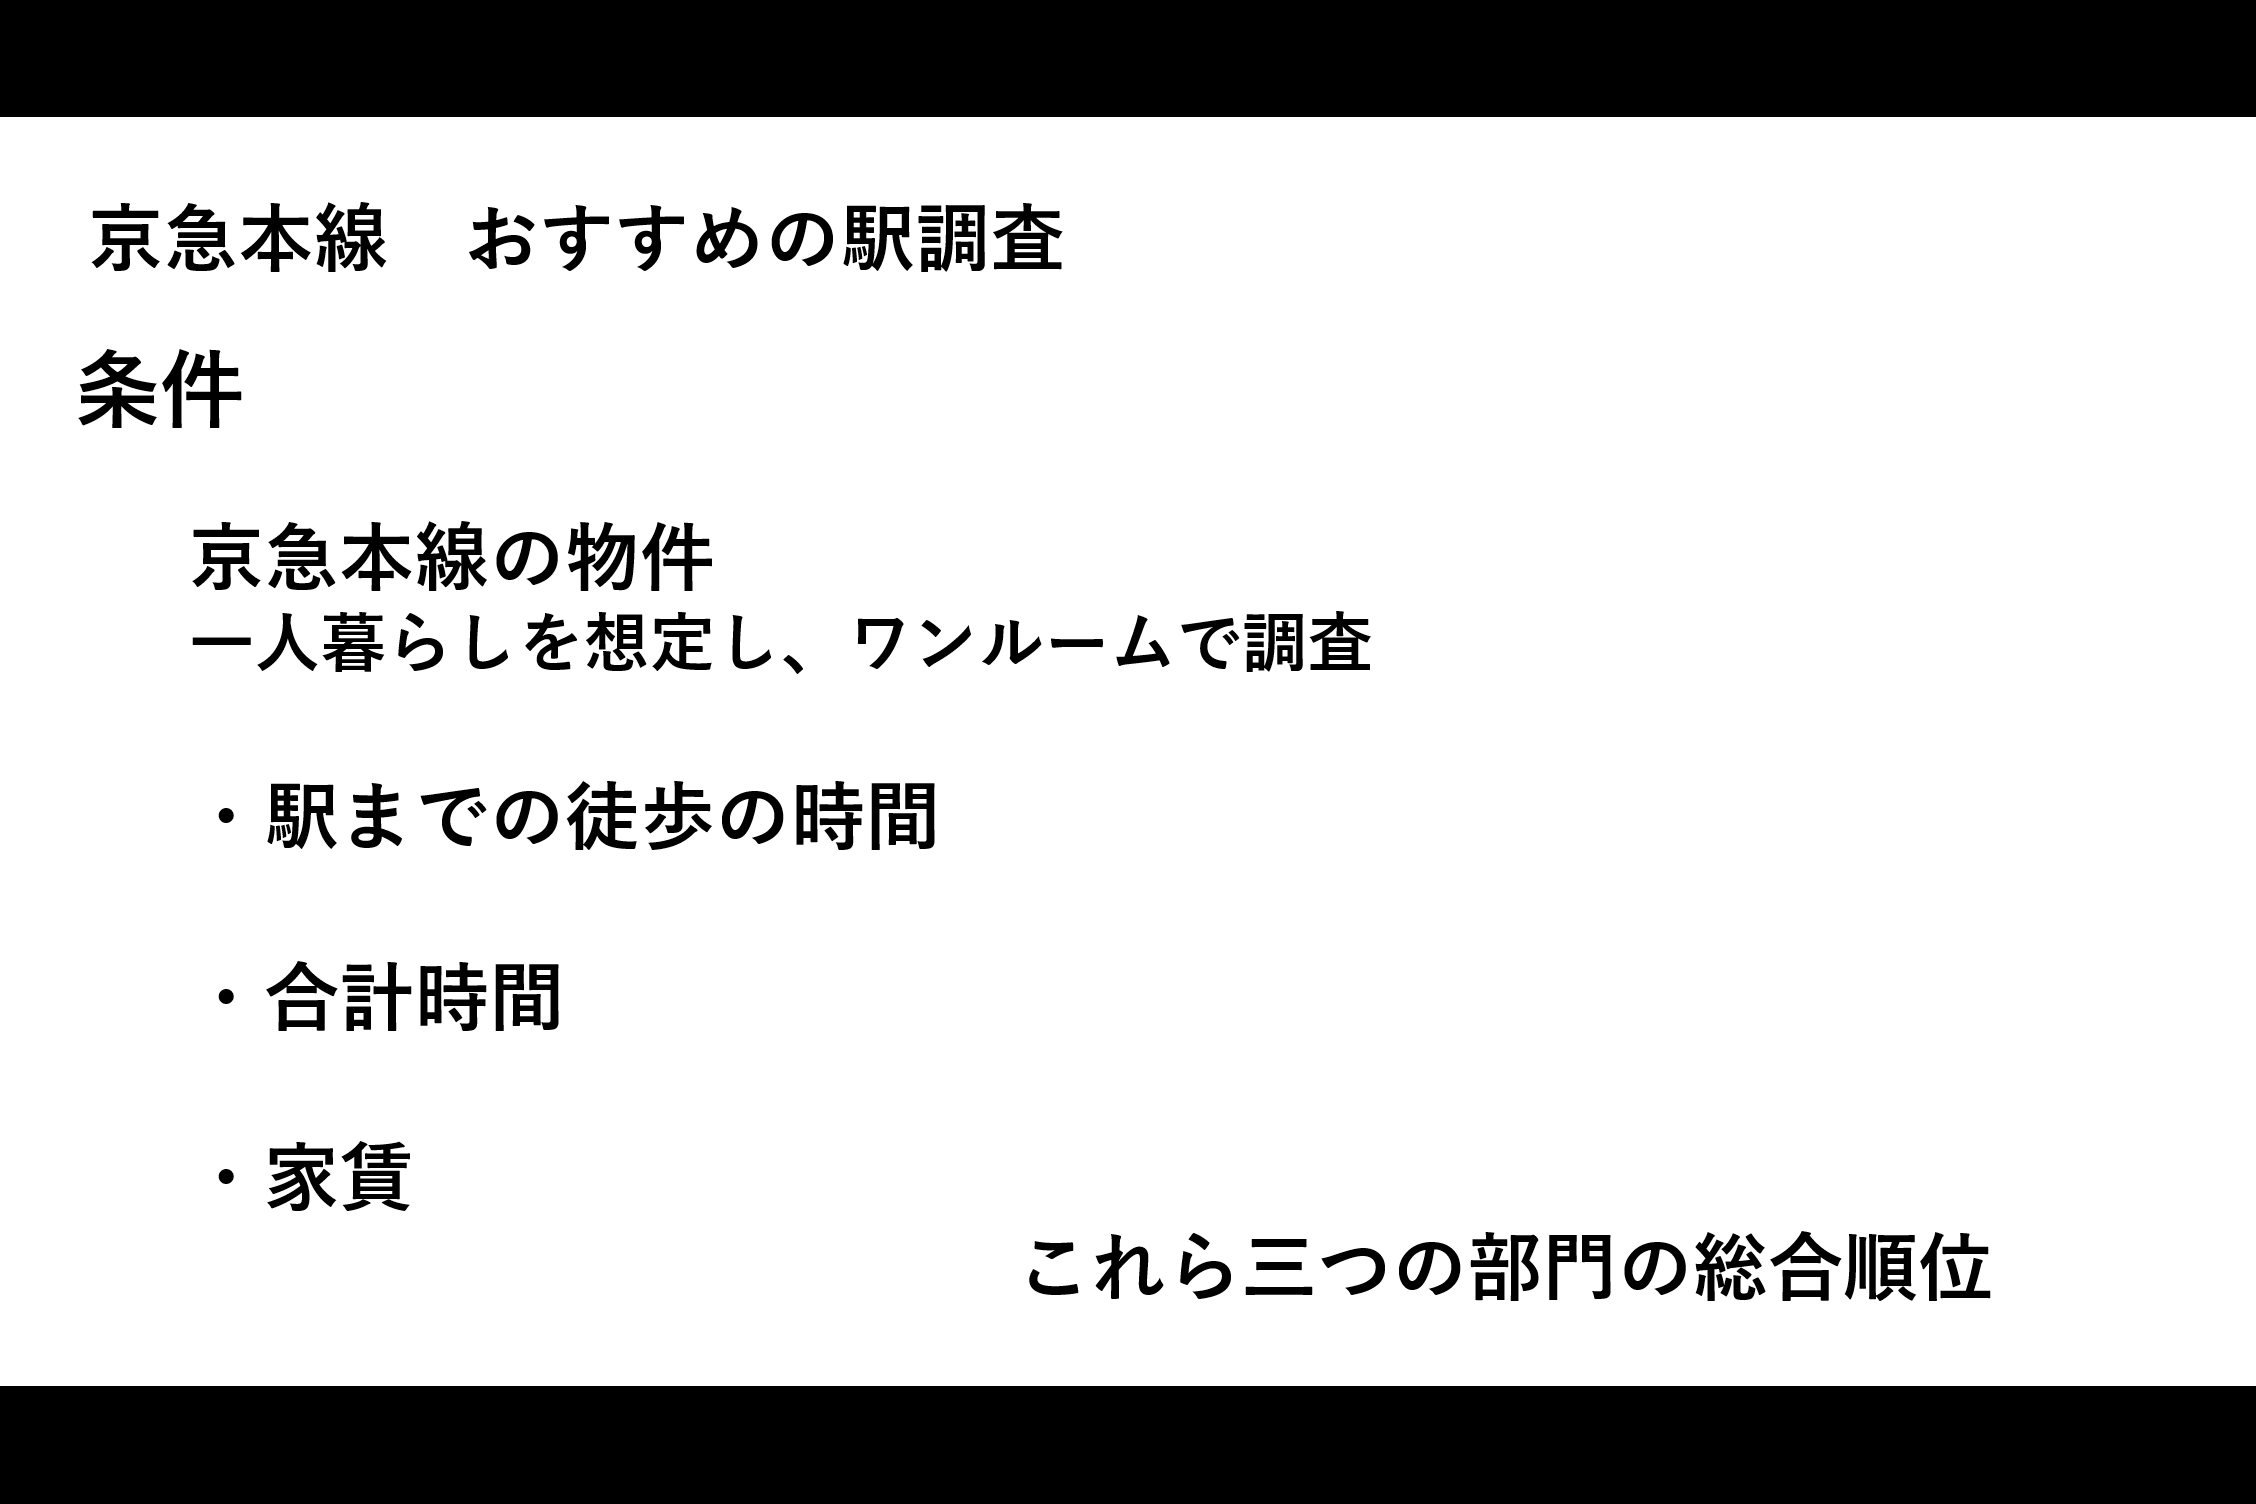 京急本線　おすすめの駅調査
条件
京急本線の物件
一人暮らしを想定し、ワンルームで調査
・駅までの徒歩の時間
・合計時間
・家賃
これら三つの部門の総合順位